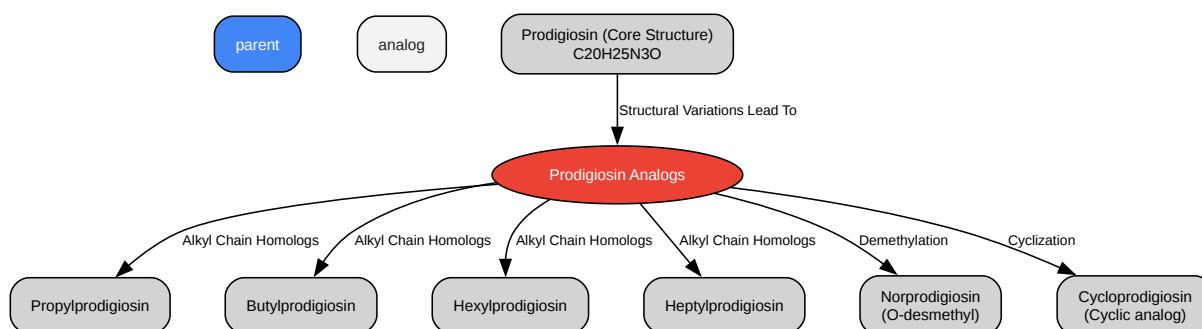 parent
analog
Prodigiosin (Core Structure)
C20H25N3O
Structural Variations Lead To
Prodigiosin Analogs
Alkyl Chain Homologs
Alkyl Chain Homologs
Alkyl Chain Homologs
Alkyl Chain Homologs
Demethylation
Cyclization
Propylprodigiosin
Butylprodigiosin
Hexylprodigiosin
Heptylprodigiosin
Norprodigiosin
(O-desmethyl)
Cycloprodigiosin
(Cyclic analog)